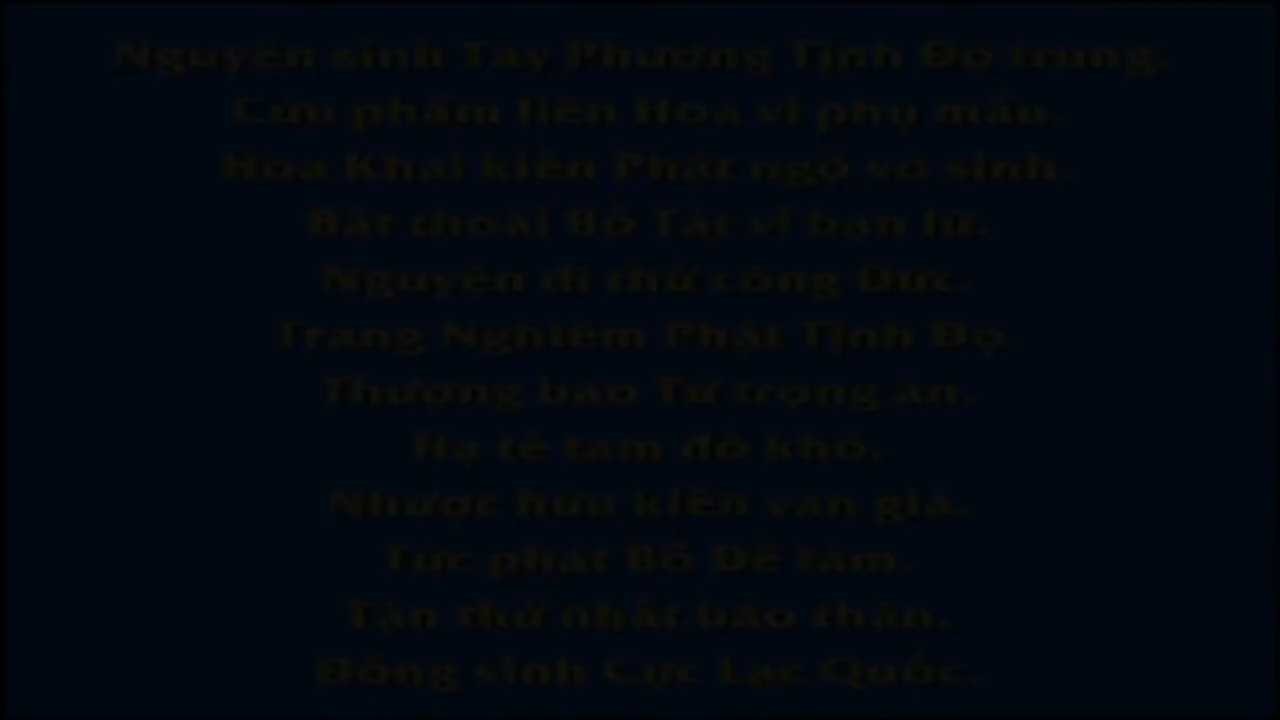 Nguyện sinh Tây Phương Tịnh Độ trung.
Cửu phẩm liên Hoa vi phụ mẫu.
Hoa Khai kiến Phật ngộ vô sinh.
Bất thoái Bồ Tát vi bạn lữ.
Nguyện dĩ thử công Đức.
Trang Nghiêm Phật Tịnh Độ.
Thượng báo Tứ trọng ân.
Hạ tế tam đồ khổ.
Nhược hữu kiến văn giả.
Tức phát Bồ Đề tâm.
Tận thử nhất báo thân.
Đồng sinh Cực Lạc Quốc.